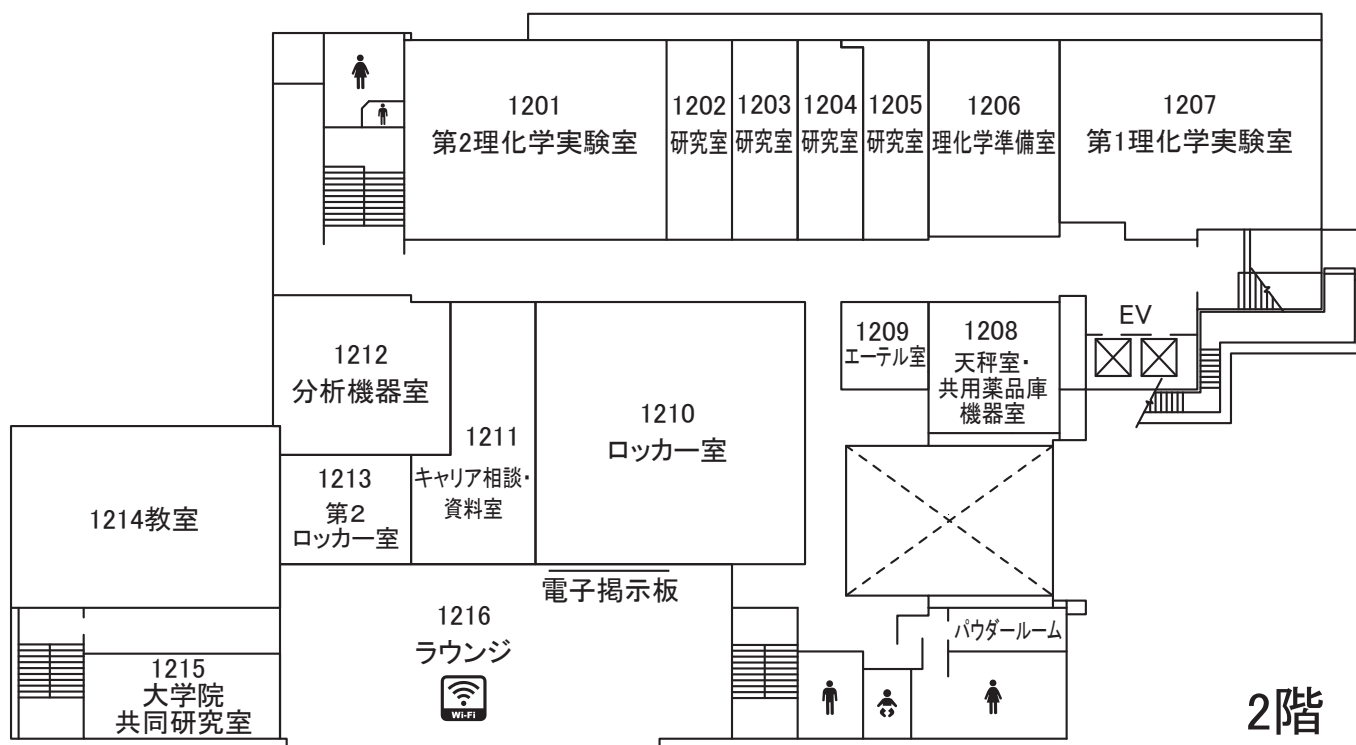 1201
第2理化学実験室
1202
研究室
1203
研究室
1204
研究室
1205
研究室
1206
理化学準備室
1207
第1理化学実験室
EV
1209
エーテル室
1208
天秤室・
共用薬品庫
機器室
1212
分析機器室
1211
キャリア相談・
資料室
1210
ロッカー室
1213
第2
ロッカー室
1214教室
電子掲示板
1216
ラウンジ
Wi-Fi
パウダールーム
1215
大学院
共同研究室
2階